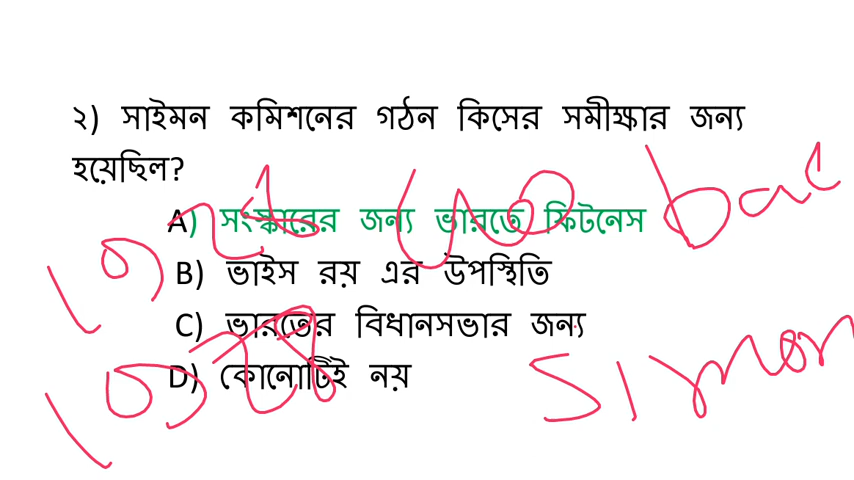 ২) সাইমন কমিশনের গঠন কিসের সমীক্ষার জন্য
হয়েছিল?
A) সংস্কারের জন্য ভারতে ফিটনেস
B) ভাইস রয় এর উপস্থিতি
C) ভারতের বিধানসভার জন্য
D) কোনোটিই নয়
bac
1928
Simon